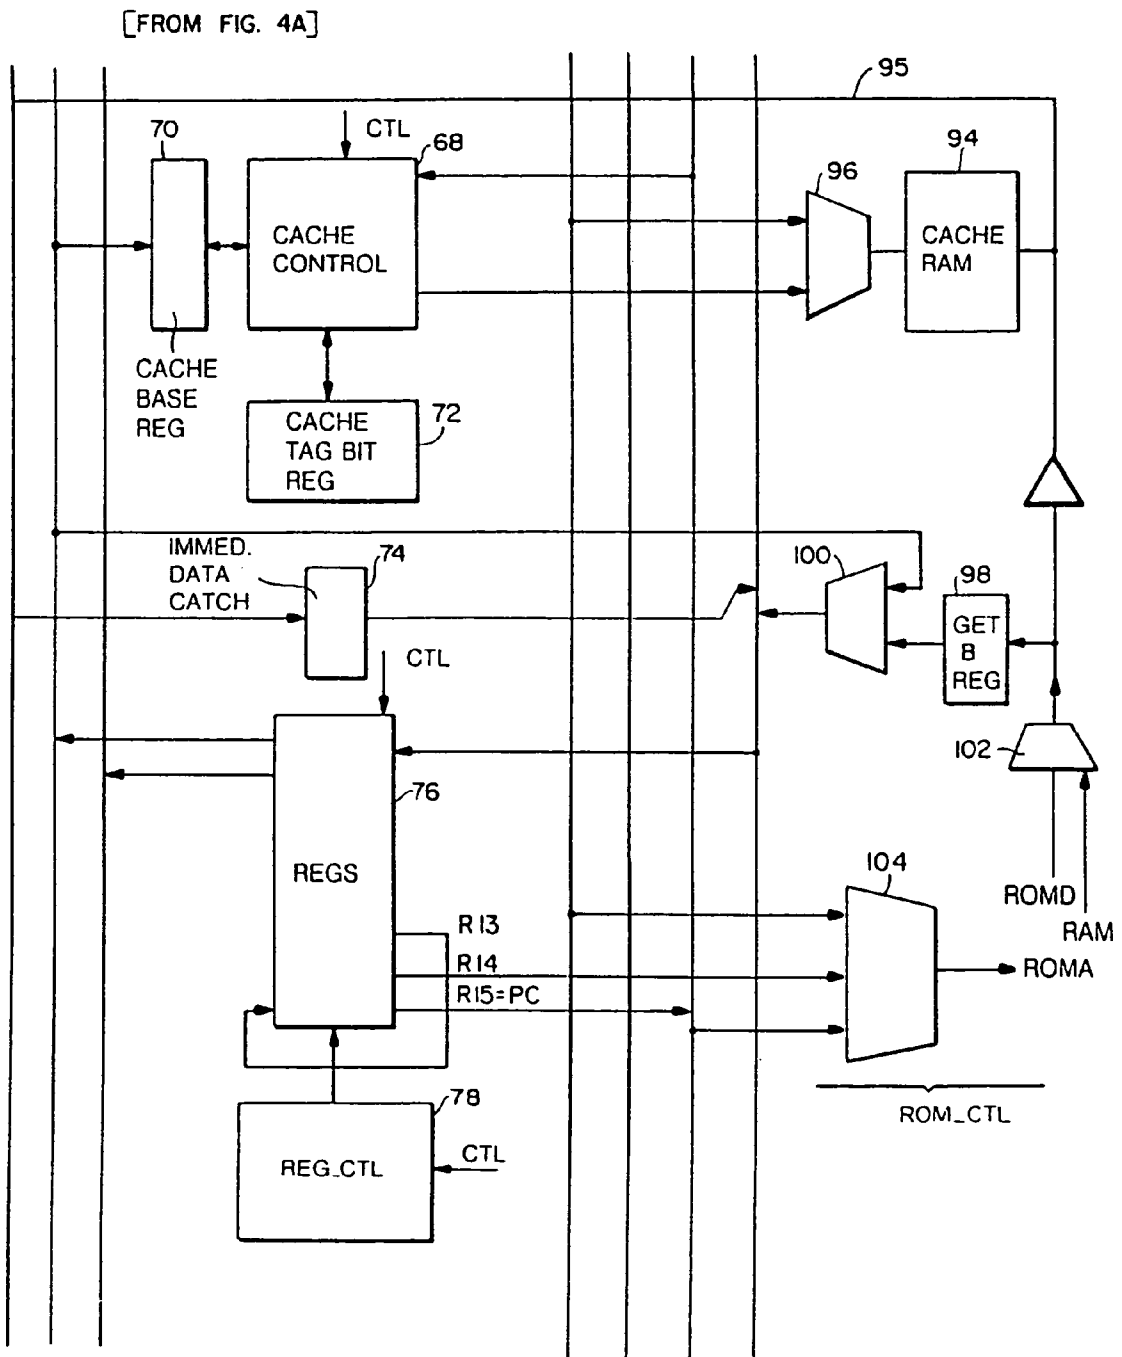 [FROM FIG. 4A]
95
70
CTL
68
94
96
CACHE
CONTROL
CACHE
RAM
CACHE
BASE
REG
CACHE
TAG BIT
REG
72
IMMED.
DATA
CATCH
74
100
98
GET
B
REG
CTL
102
76
REGS
104
ROMD
RAM
R13
R14
ROMA
R15=PC
ROM_CTL
78
REG_CTL
CTL